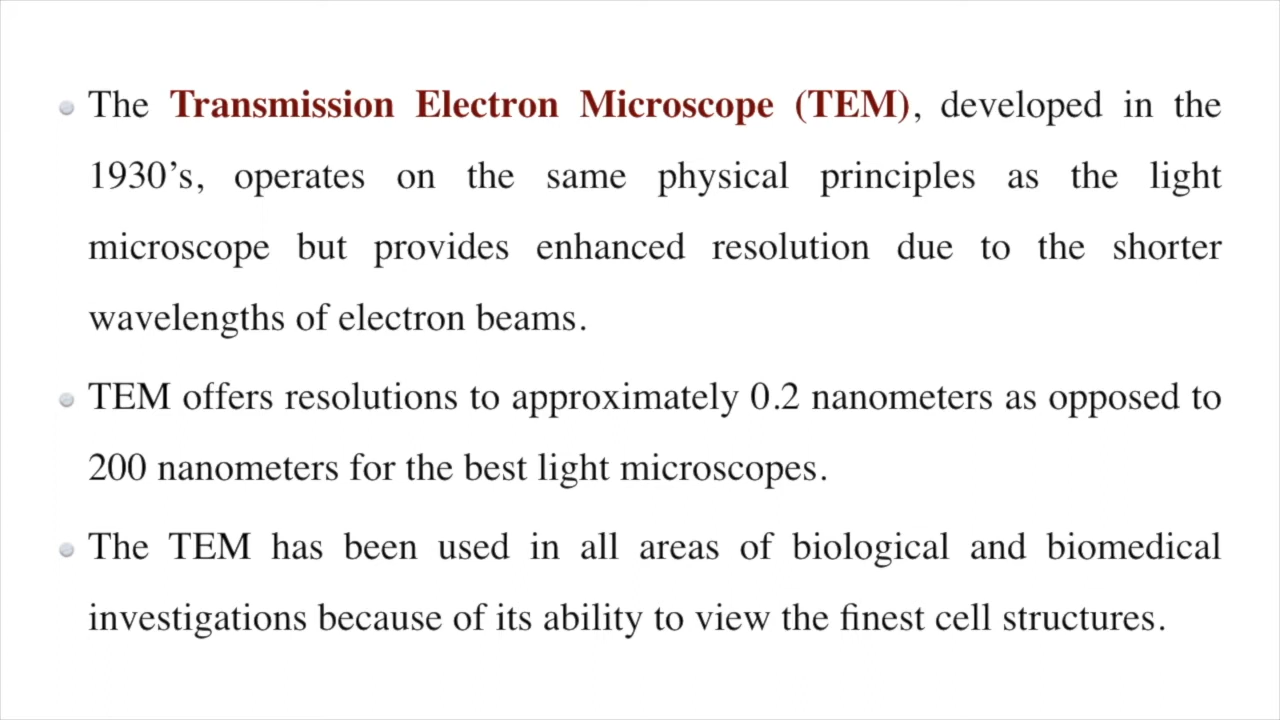 The Transmission Electron Microscope (TEM), developed in the
1930’s, operates on the same physical principles as the light
microscope but provides enhanced resolution due to the shorter
wavelengths of electron beams.
TEM offers resolutions to approximately 0.2 nanometers as opposed to
200 nanometers for the best light microscopes.
The TEM has been used in all areas of biological and biomedical
investigations because of its ability to view the finest cell structures.